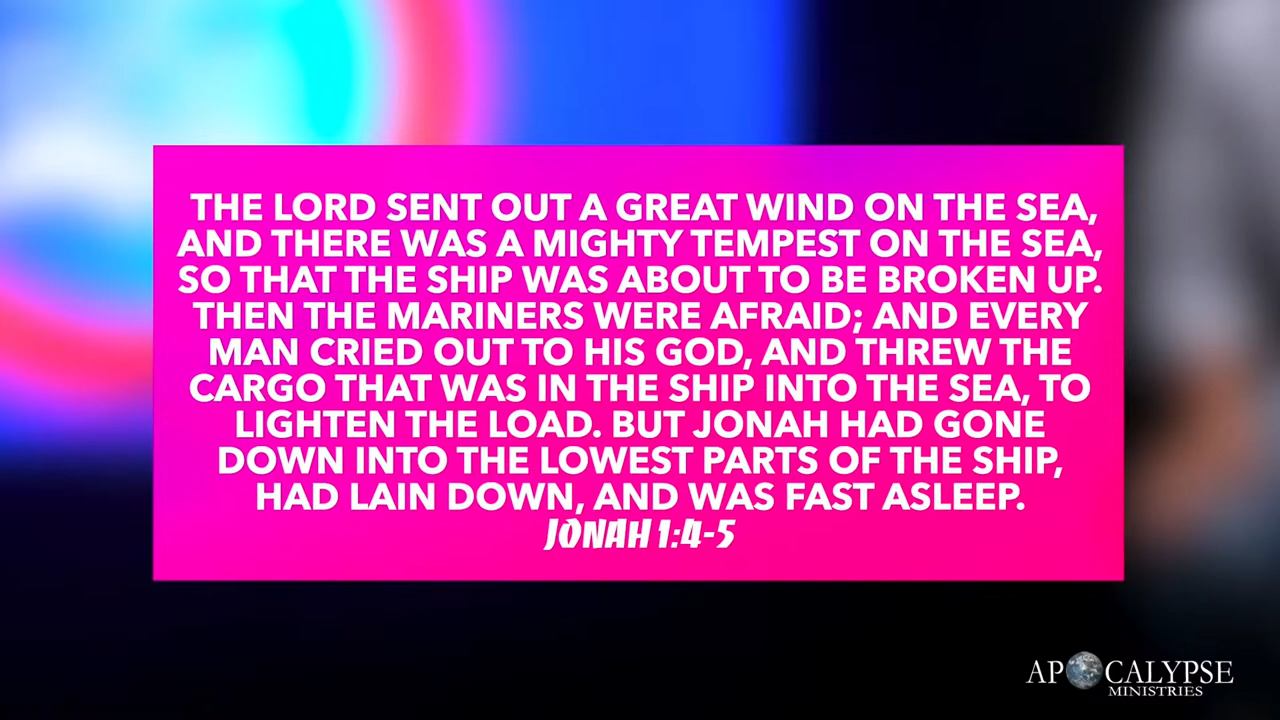 THE LORD SENT OUT A GREAT WIND ON THE SEA,
AND THERE WAS A MIGHTY TEMPEST ON THE SEA,
SO THAT THE SHIP WAS ABOUT TO BE BROKEN UP.
THEN THE MARINERS WERE AFRAID; AND EVERY
MAN CRIED OUT TO HIS GOD, AND THREW THE
CARGO THAT WAS IN THE SHIP INTO THE SEA, TO
LIGHTEN THE LOAD. BUT JONAH HAD GONE
DOWN INTO THE LOWEST PARTS OF THE SHIP,
HAD LAIN DOWN, AND WAS FAST ASLEEP.
JONAH 1:4-5
APOCALYPSE
MINISTRIES